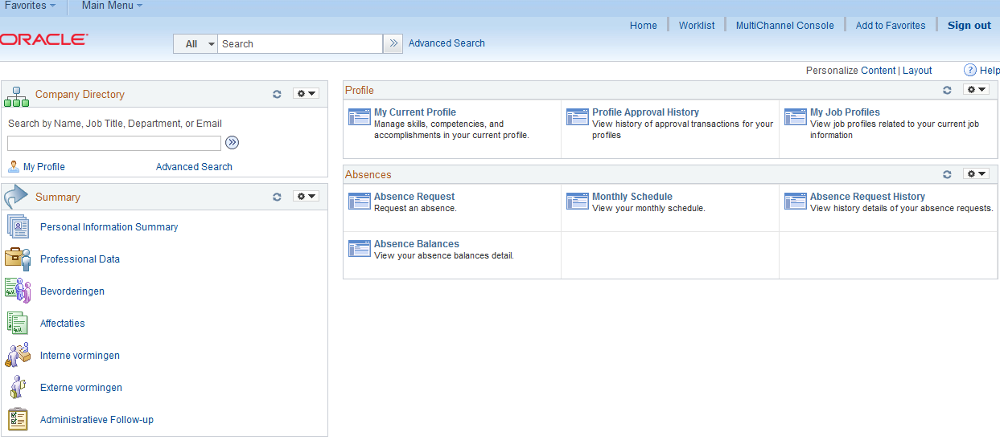 Favorites Main Menu
Home Worklist MultiChannel Console Add to Favorites Sign out
ORACLE
All Search Advanced Search
Personalize Content | Layout ? Help
Company Directory
Search by Name, Job Title, Department, or Email
My Profile Advanced Search
Summary
Personal Information Summary
Professional Data
Bevorderingen
Affectaties
Interne vormingen
Externe vormingen
Administratieve Follow-up
Profile
My Current Profile
Manage skills, competencies, and
accomplishments in your current profile.
Profile Approval History
View history of approval transactions for your
profiles
My Job Profiles
View job profiles related to your current job
information
Absences
Absence Request
Request an absence.
Monthly Schedule
View your monthly schedule.
Absence Request History
View history details of your absence requests.
Absence Balances
View your absence balances detail.